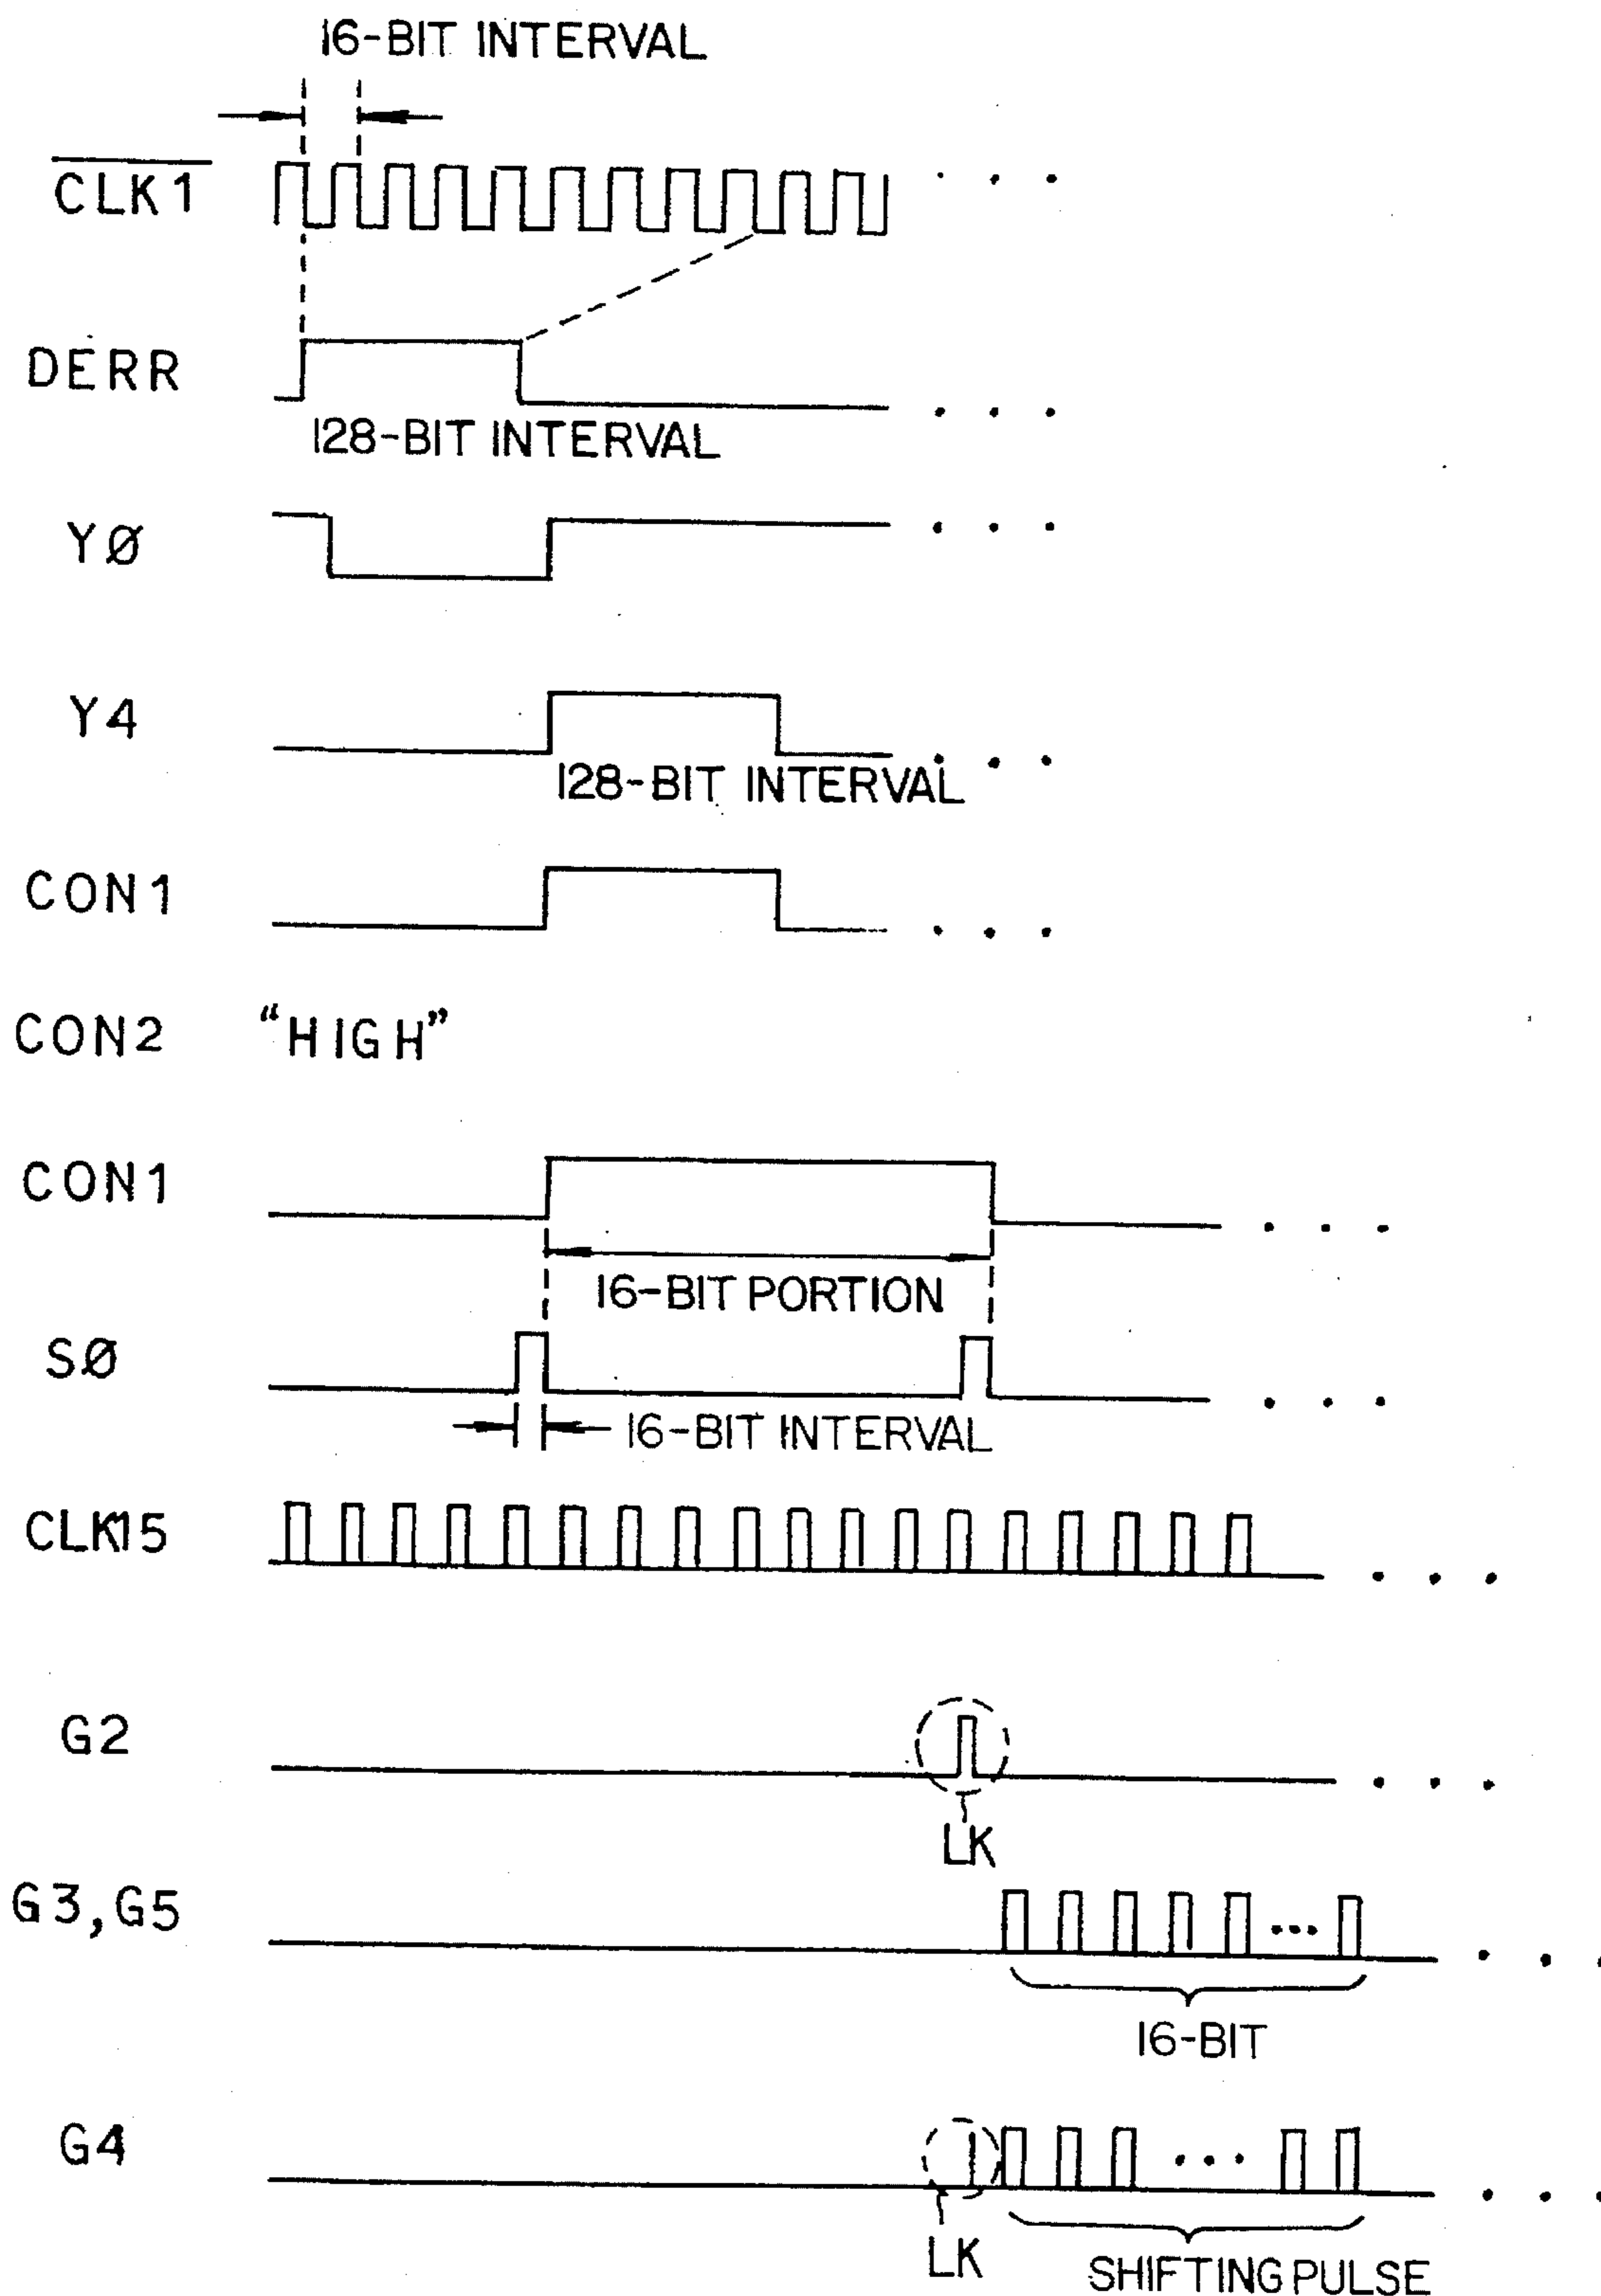 16-BIT INTERVAL
CLK1
DERR
128-BIT INTERVAL
YØ
Y4
128-BIT INTERVAL
CON1
CON2 "HIGH"
CON1
16-BIT PORTION
SØ
16-BIT INTERVAL
CLK15
G2
LK
G3,G5
16-BIT
G4
LK
SHIFTING PULSE